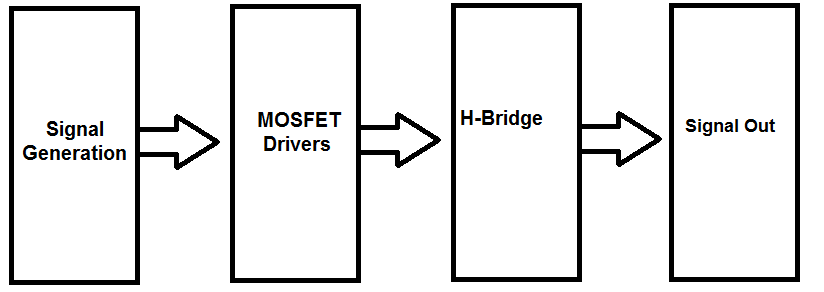 Signal
Generation
MOSFET
Drivers
H-Bridge
Signal Out